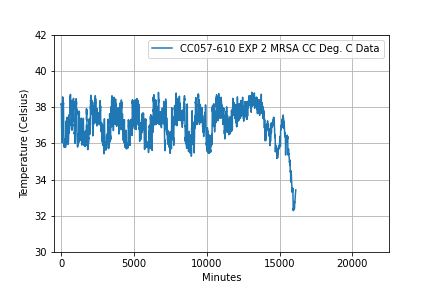 CC057-610 EXP 2 MRSA CC Deg. C Data
Temperature (Celsius)
42
40
38
36
34
32
30
0 5000 10000 15000 20000
Minutes